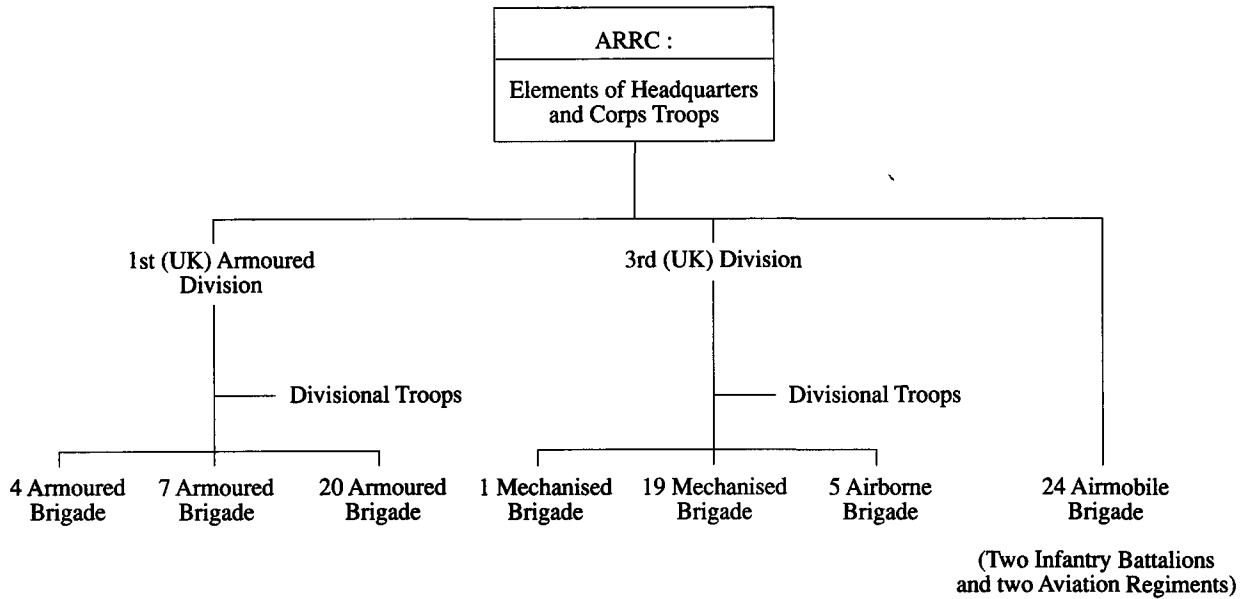 ARRC :
Elements of Headquarters
and Corps Troops
1st (UK) Armoured
Division
3rd (UK) Division
Divisional Troops
Divisional Troops
4 Armoured
Brigade
7 Armoured
Brigade
20 Armoured
Brigade
1 Mechanised
Brigade
19 Mechanised
Brigade
5 Airborne
Brigade
24 Airmobile
Brigade
(Two Infantry Battalions
and two Aviation Regiments)